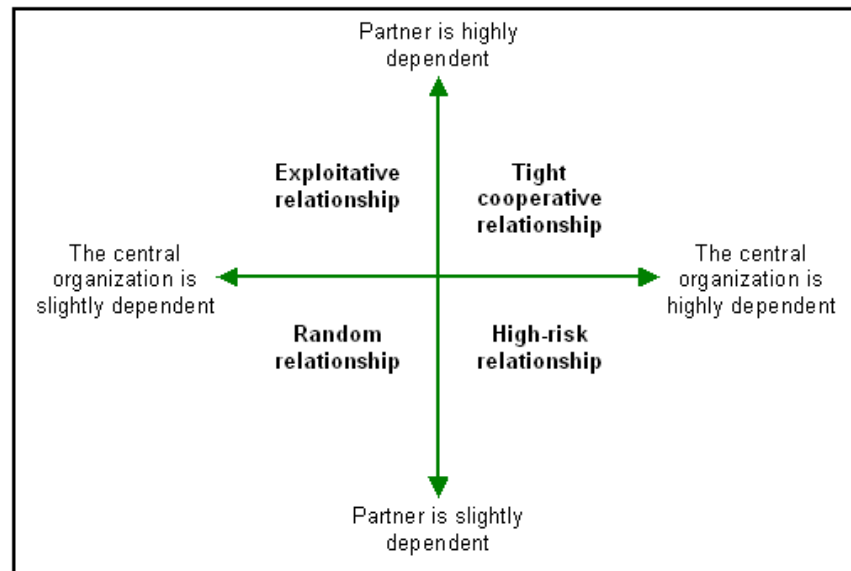 Partner is highly
dependent
Exploitative
relationship
Tight
cooperative
relationship
The central
organization is
slightly dependent
The central
organization is
highly dependent
Random
relationship
High-risk
relationship
Partner is slightly
dependent